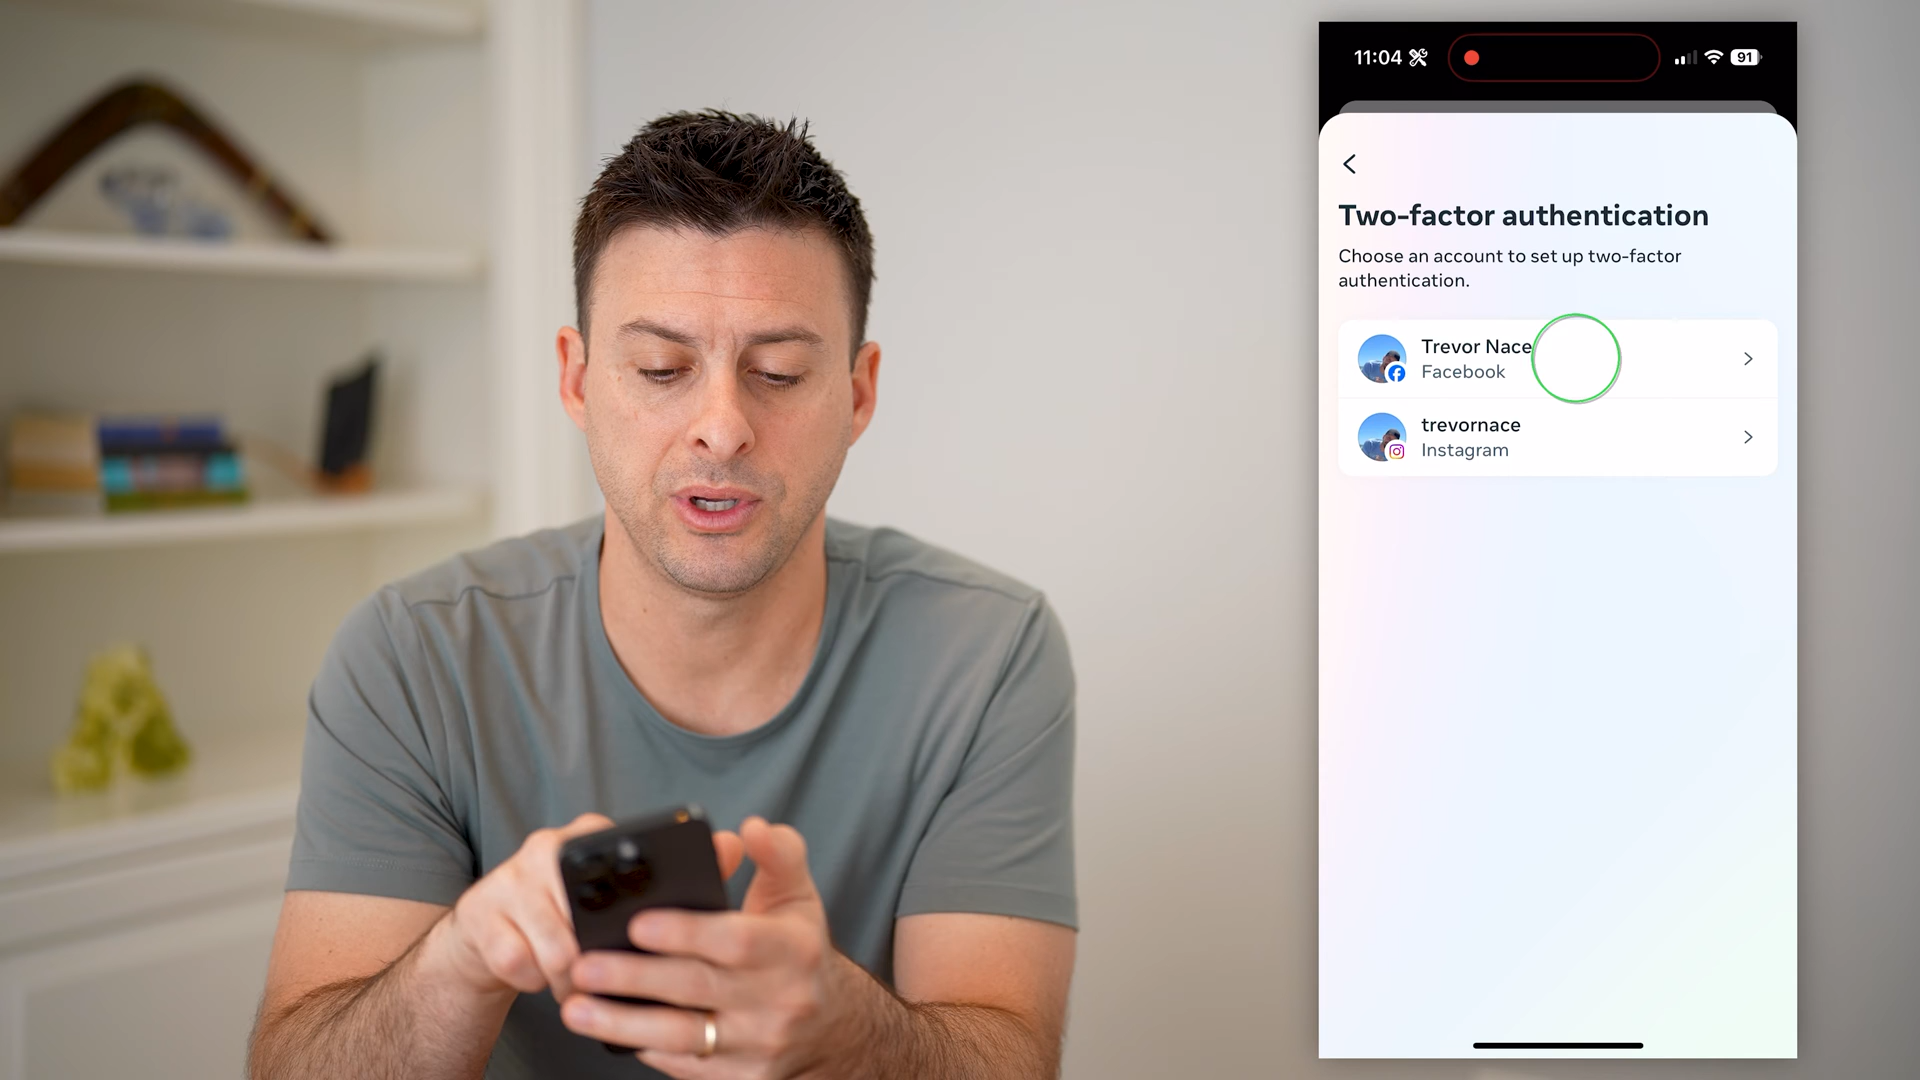 11:04
91
Two-factor authentication
Choose an account to set up two-factor
authentication.
Trevor Nace
Facebook
trevornace
Instagram